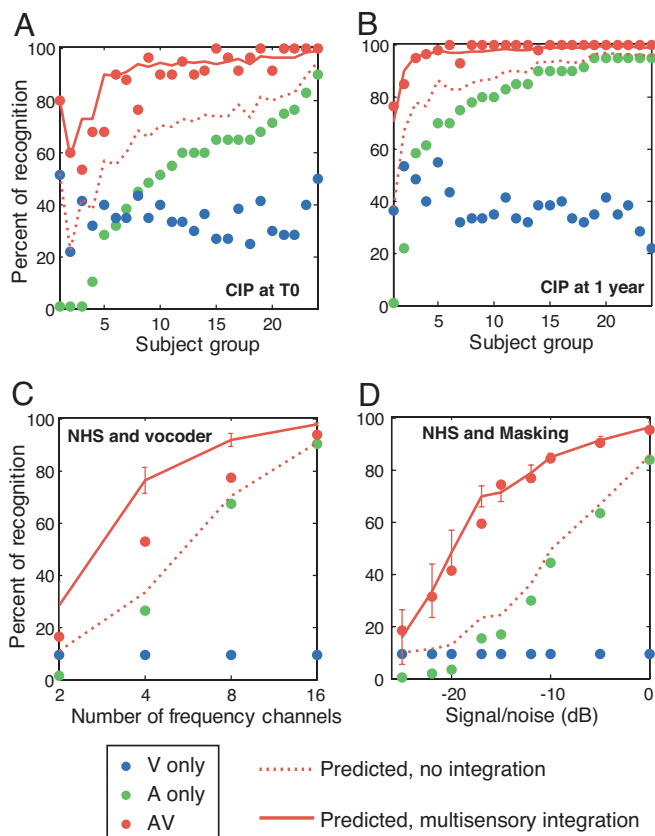 A
B
100
80
60
40
20
0
Percent of recognition
CIP at T0
5
10
15
20
Subject group
100
80
60
40
20
0
CIP at 1 year
5
10
15
20
Subject group
C
D
100
80
60
40
20
0
Percent of recognition
NHS and vocoder
2
4
8
16
Number of frequency channels
100
80
60
40
20
0
NHS and Masking
-20
-10
0
Signal/noise (dB)
V only
A only
AV
Predicted, no integration
Predicted, multisensory integration